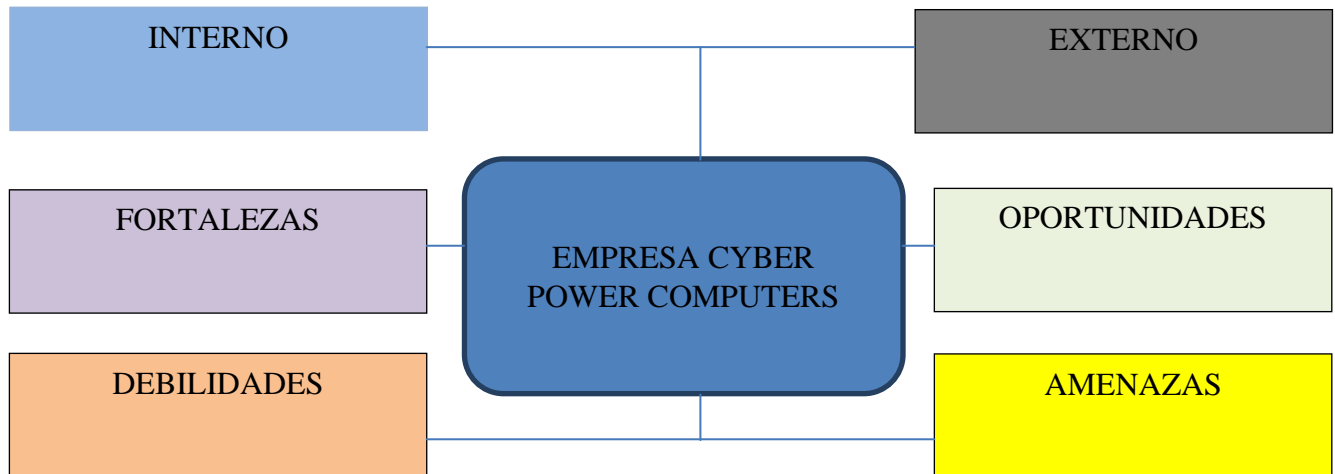 INTERNO
EXTERNO
FORTALEZAS
OPORTUNIDADES
EMPRESA CYBER
POWER COMPUTERS
DEBILIDADES
AMENAZAS